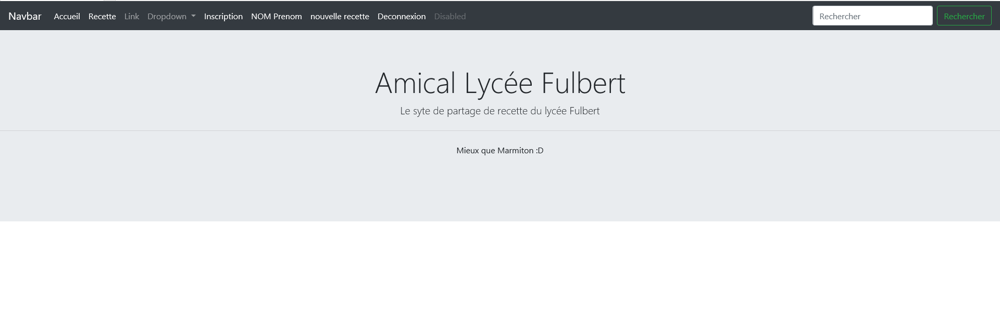 Navbar Accueil Recette Link Dropdown Inscription NOM Prenom nouvelle recette Deconnexion Disabled Rechercher Rechercher
Amical Lycée Fulbert
Le syte de partage de recette du lycée Fulbert
Mieux que Marmiton :D